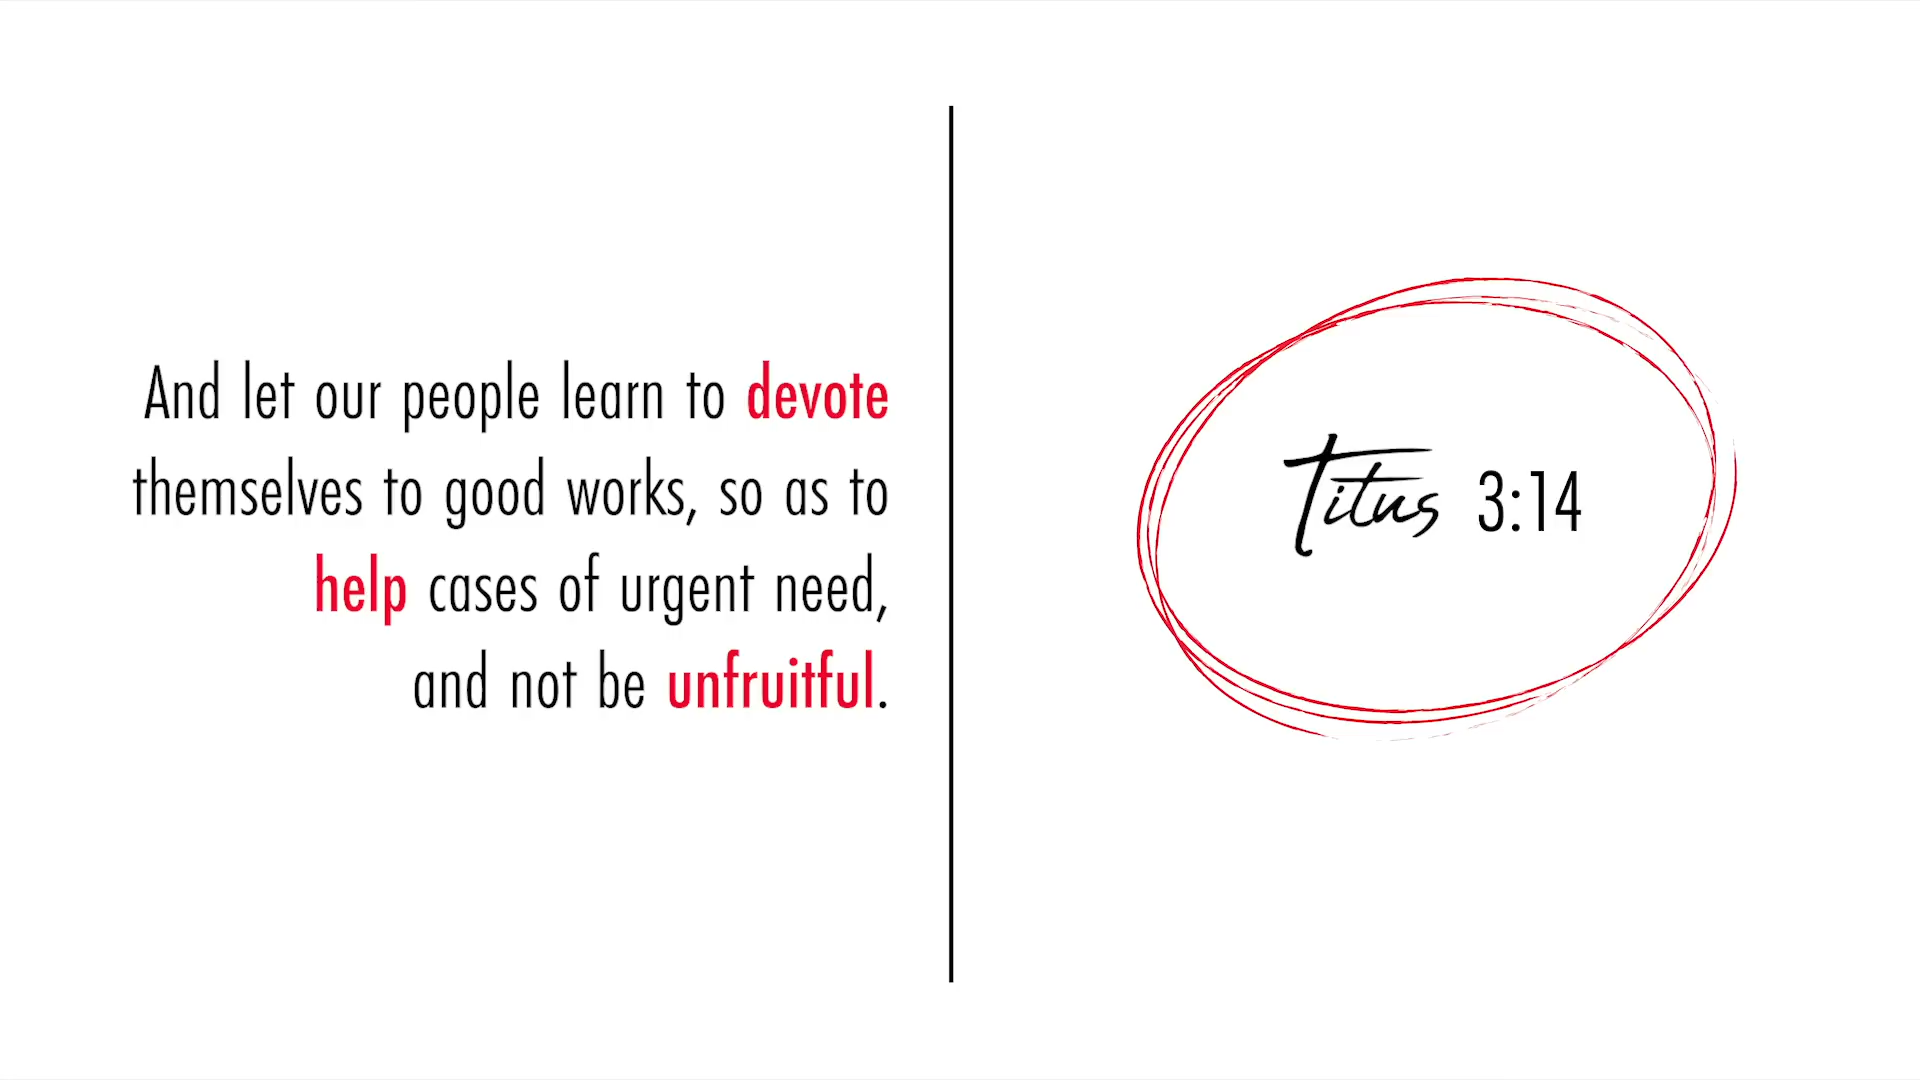 And let our people learn to devote
themselves to good works, so as to
help cases of urgent need,
and not be unfruitful.
Titus 3:14